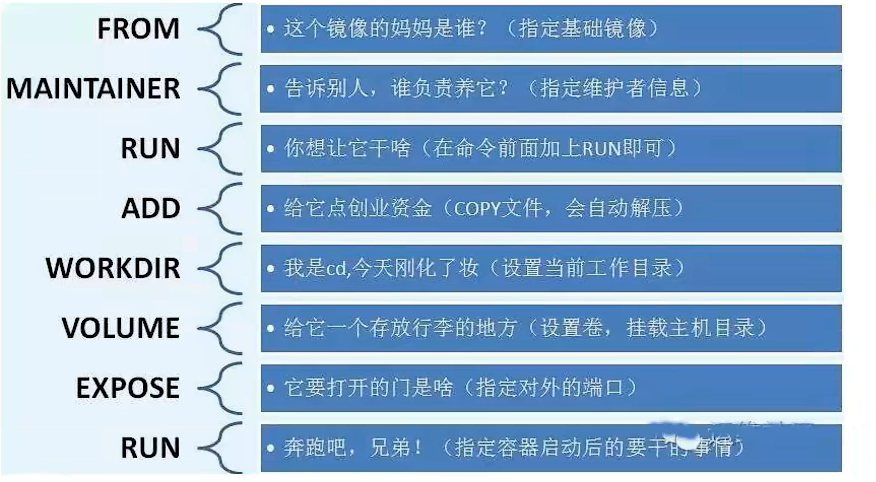 FROM • 这个镜像的妈妈是谁？（指定基础镜像）
MAINTAINER • 告诉别人，谁负责养它？（指定维护者信息）
RUN • 你想让它干啥（在命令前面加上RUN即可）
ADD • 给它点创业资金（COPY文件，会自动解压）
WORKDIR • 我是cd,今天刚化了妆（设置当前工作目录）
VOLUME • 给它一个存放行李的地方（设置卷，挂载主机目录）
EXPOSE • 它要打开的门是啥（指定对外的端口）
RUN • 奔跑吧，兄弟！（指定容器启动后的要干的事情）